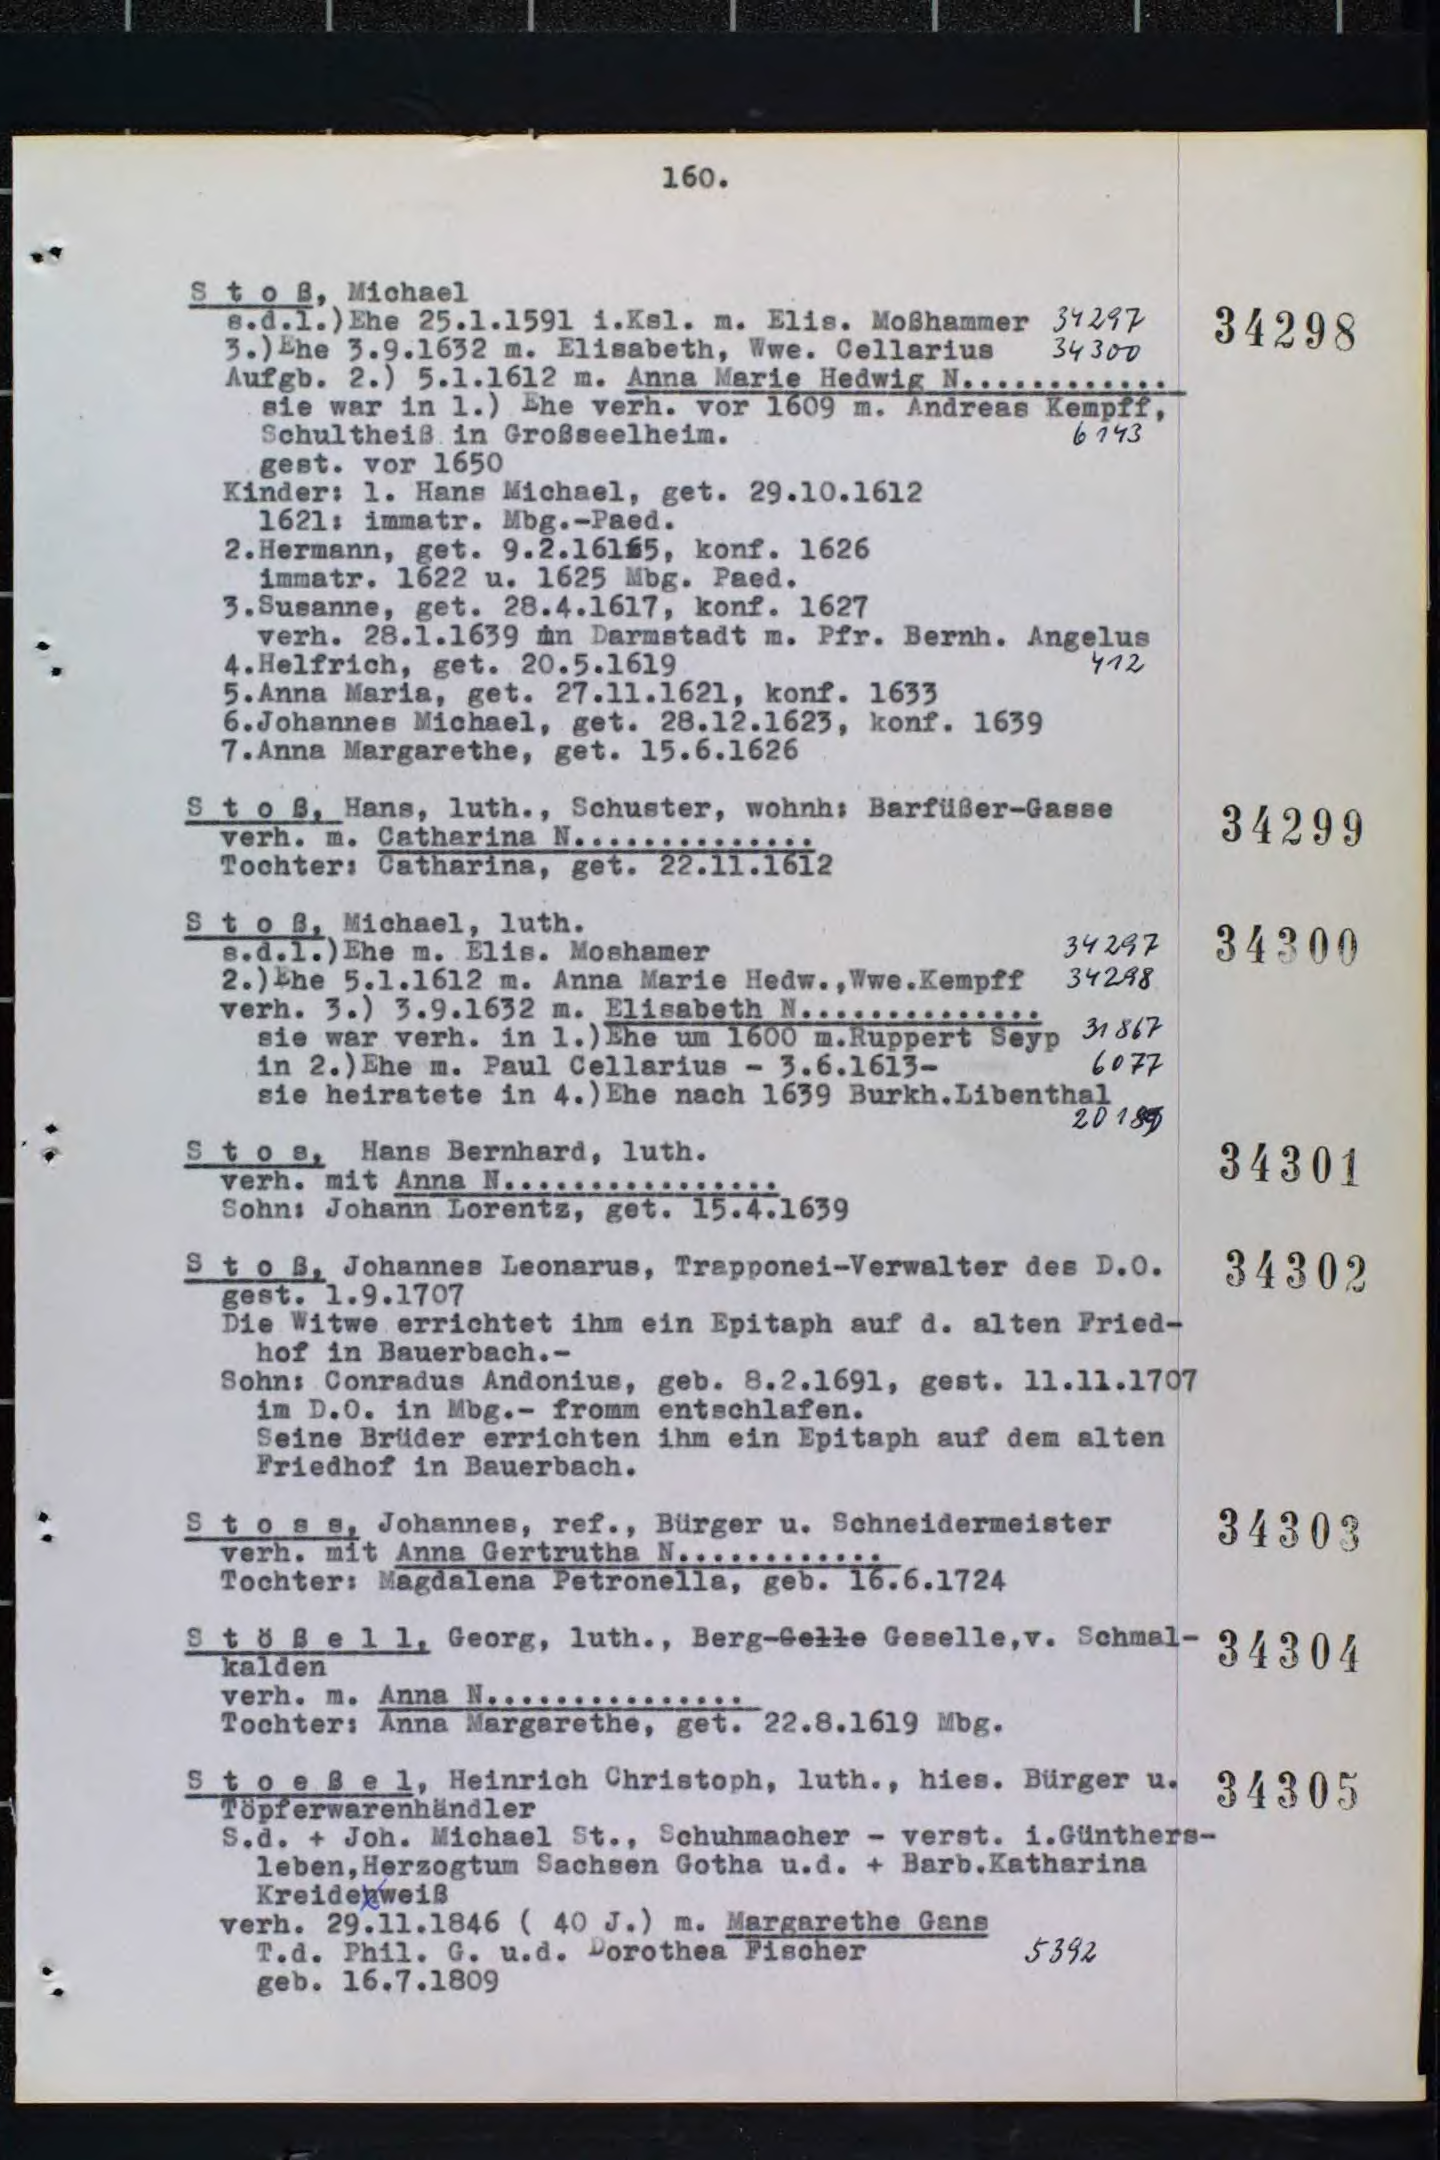 160.
S t o ß, Michael
s.d.1.)Ehe 25.1.1591 i.Ksl. m. Elis. Moßhammer 34297 34298
3.)Ehe 3.9.1632 m. Elisabeth, Wwe. Cellarius 34300
Aufgb. 2.) 5.1.1612 m. Anna Marie Hedwig N............
sie war in 1.) Ehe verh. vor 1609 m. Andreas Kempff,
Schultheiß in Großseelheim. 6143
gest. vor 1650
Kinder: 1. Hans Michael, get. 29.10.1612
1621: immatr. Mbg.-Paed.
2.Hermann, get. 9.2.1615, konf. 1626
immatr. 1622 u. 1625 Mbg. Paed.
3.Susanne, get. 28.4.1617, konf. 1627
verh. 28.1.1639 in Darmstadt m. Pfr. Bernh. Angelus
4.Helfrich, get. 20.5.1619 412
5.Anna Maria, get. 27.11.1621, konf. 1633
6.Johannes Michael, get. 28.12.1623, konf. 1639
7.Anna Margarethe, get. 15.6.1626
S t o ß, Hans, luth., Schuster, wohnh: Barfüßer-Gasse 34299
verh. m. Catharina N..............
Tochter: Catharina, get. 22.11.1612
S t o ß, Michael, luth.
s.d.1.)Ehe m. Elis. Moshamer 34297 34300
2.)Ehe 5.1.1612 m. Anna Marie Hedw.,Wwe.Kempff 34298
verh. 3.) 3.9.1632 m. Elisabeth N..............
sie war verh. in 1.)Ehe um 1600 m.Ruppert Seyp 31867
in 2.)Ehe m. Paul Cellarius - 3.6.1613- 6077
sie heiratete in 4.)Ehe nach 1639 Burkh.Libenthal
S t o s, Hans Bernhard, luth. 34301
verh. mit Anna N................
Sohn: Johann Lorentz, get. 15.4.1639
S t o ß, Johannes Leonarus, Trapponei-Verwalter des D.O. 34302
gest. 1.9.1707
Die Witwe errichtet ihm ein Epitaph auf d. alten Fried-
hof in Bauerbach.-
Sohn: Conradus Andonius, geb. 8.2.1691, gest. 11.11.1707
im D.O. in Mbg.- fromm entschlafen.
Seine Brüder errichten ihm ein Epitaph auf dem alten
Friedhof in Bauerbach.
S t o s s, Johannes, ref., Bürger u. Schneidermeister 34303
verh. mit Anna Gertrutha N............
Tochter: Magdalena Petronella, geb. 16.6.1724
S t ö ß e l l, Georg, luth., Berg-Gelle Geselle,v. Schmal- 34304
kalden
verh. m. Anna N...............
Tochter: Anna Margarethe, get. 22.8.1619 Mbg.
S t o e ß e l, Heinrich Christoph, luth., hies. Bürger u. 34305
Töpferwarenhändler
S.d. + Joh. Michael St., Schuhmacher - verst. i.Günthers-
leben,Herzogtum Sachsen Gotha u.d. + Barb.Katharina
Kreideweiß
verh. 29.11.1846 ( 40 J.) m. Margarethe Gans
T.d. Phil. G. u.d. Dorothea Fischer 5392
geb. 16.7.1809